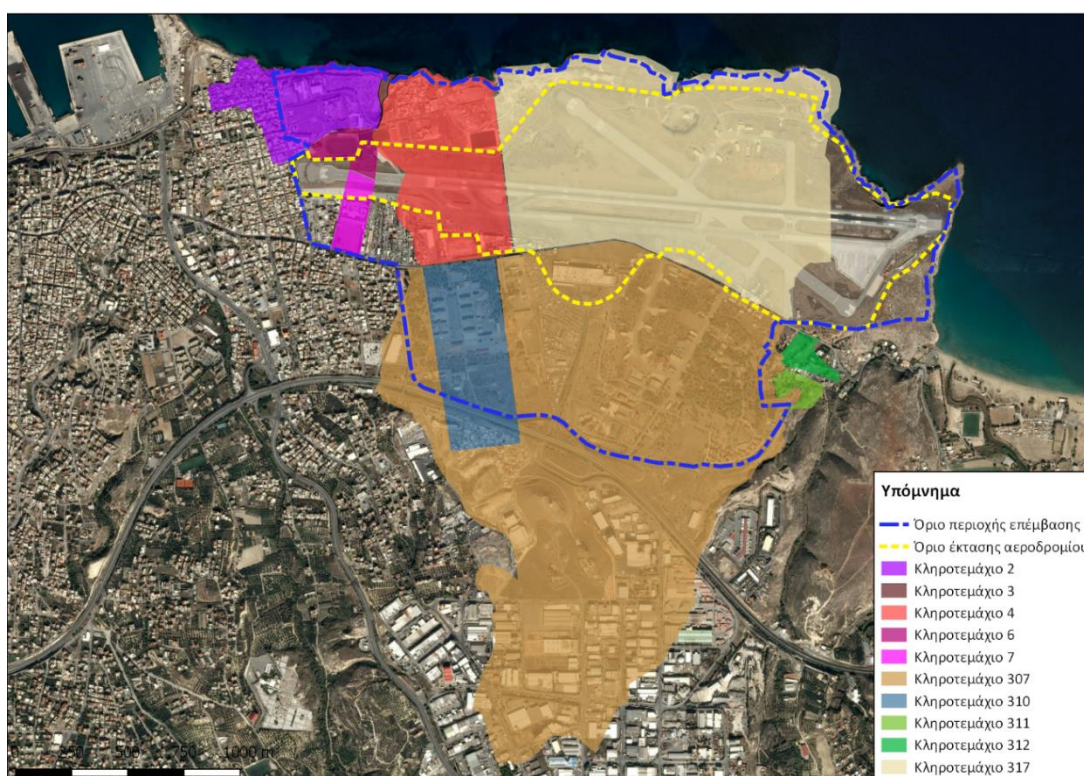 Υπόμνημα
Όριο περιοχής επέμβασης
Όριο έκτασης αεροδρομίου
Κληροτεμάχιο 2
Κληροτεμάχιο 3
Κληροτεμάχιο 4
Κληροτεμάχιο 6
Κληροτεμάχιο 7
Κληροτεμάχιο 307
Κληροτεμάχιο 310
Κληροτεμάχιο 311
Κληροτεμάχιο 312
Κληροτεμάχιο 317
0 250 500 750 1000 m